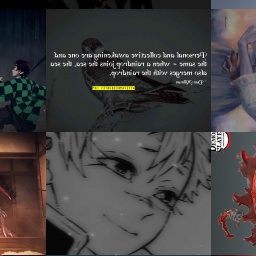 Personal and collective awakening are one and
the same ~ when a raindrop joins the sea, the sea
also merges with the raindrop.